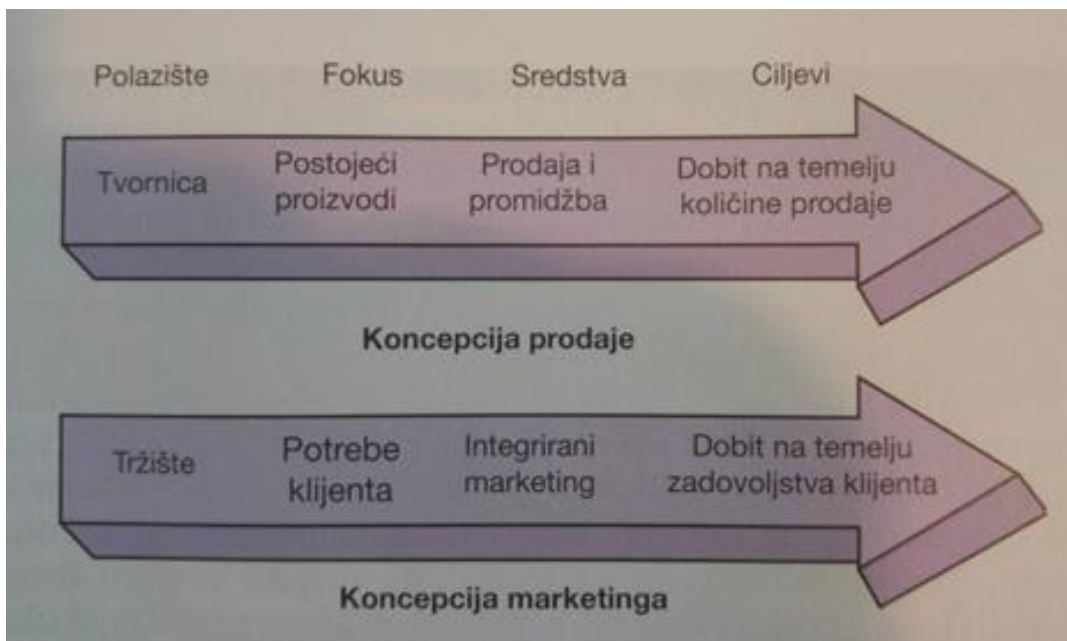 Polazište Fokus Sredstva Ciljevi
Tvornica
Postojeći
proizvodi
Prodaja i
promidžba
Dobit na temelju
količine prodaje
Koncepcija prodaje
Tržište
Potrebe
klijenta
Integrirani
marketing
Dobit na temelju
zadovoljstva klijenta
Koncepcija marketinga